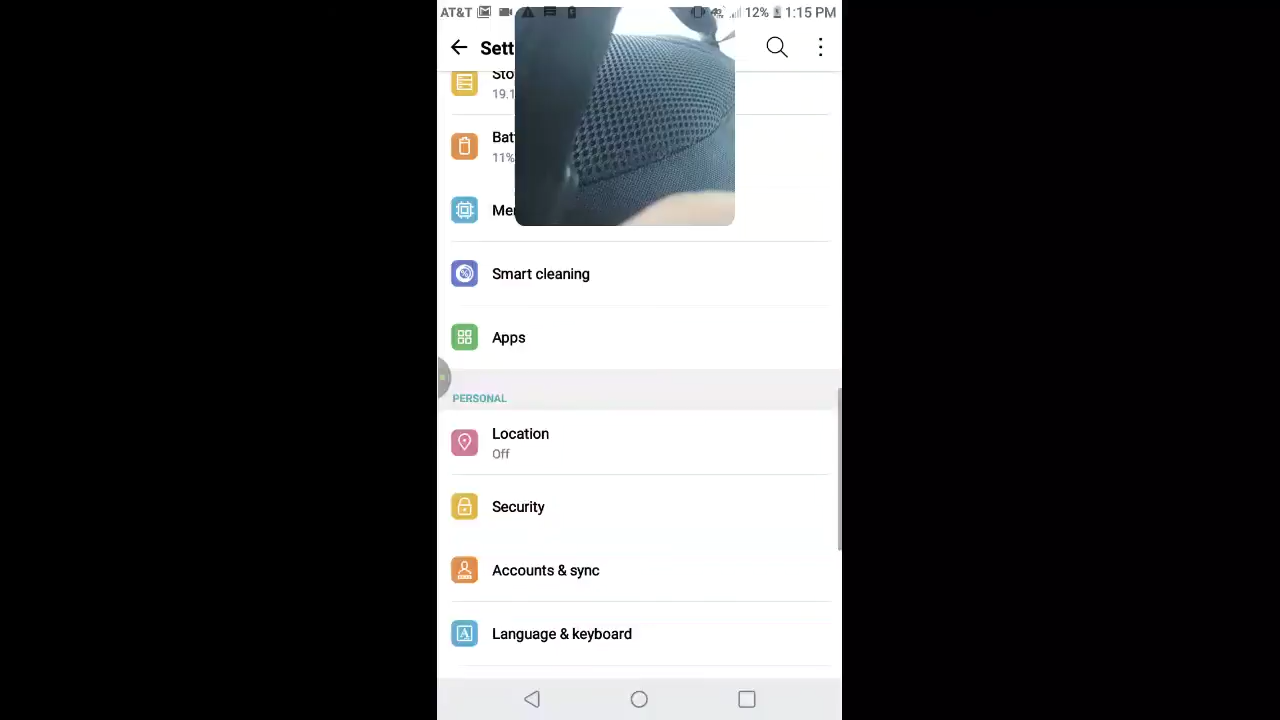 AT&T 12% 1:15 PM
Sett
Sto
19.1
Bat
11%
Me
Smart cleaning
Apps
PERSONAL
Location
Off
Security
Accounts & sync
Language & keyboard